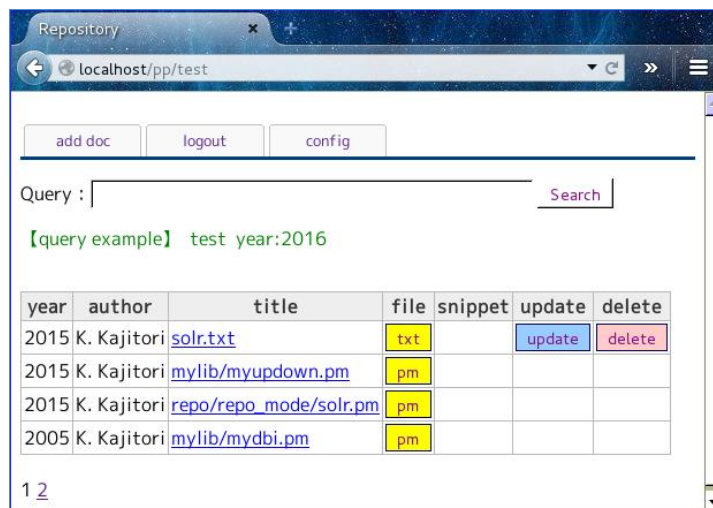 Repository
localhost/pp/test
add doc logout config
Query : Search
【query example】 test year:2016
year author title file snippet update delete
2015 K. Kajitori solr.txt txt update delete
2015 K. Kajitori mylib/myupdown.pm pm
2015 K. Kajitori repo/repo_mode/solr.pm pm
2005 K. Kajitori mylib/mydbi.pm pm
1 2